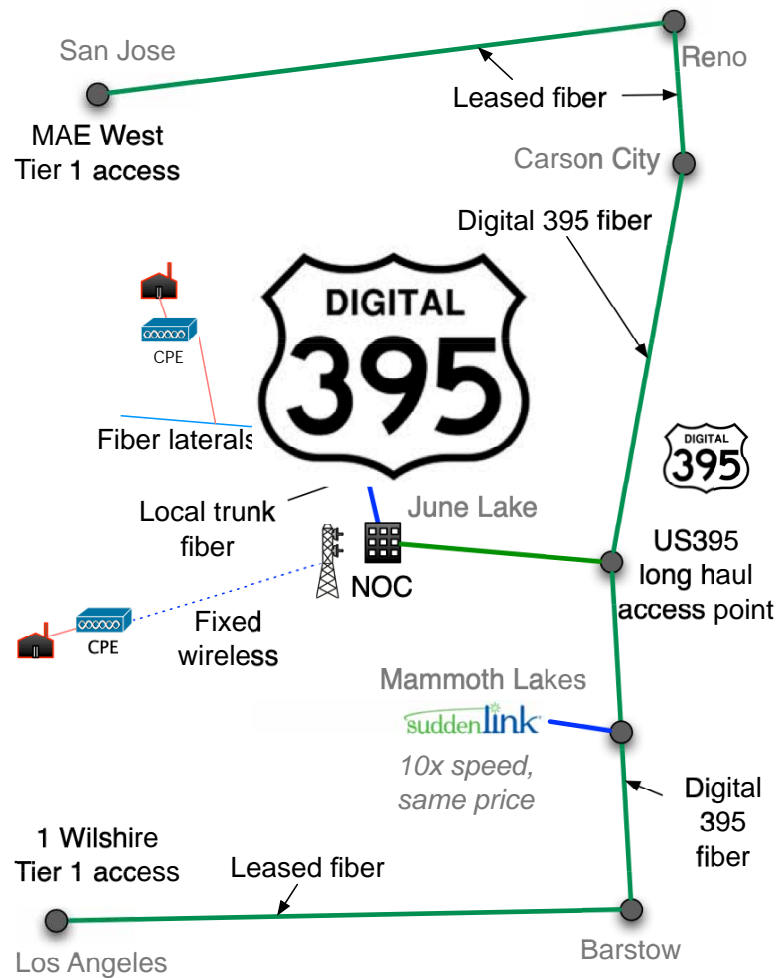 San Jose
Reno
Leased fiber
MAE West
Tier 1 access
Carson City
Digital 395 fiber
DIGITAL
395
CPE
Fiber laterals
DIGITAL
395
Local trunk
fiber
June Lake
NOC
US395
long haul
access point
CPE
Fixed
wireless
Mammoth Lakes
suddenlink
10x speed,
same price
Digital
395
fiber
1 Wilshire
Tier 1 access
Leased fiber
Los Angeles
Barstow